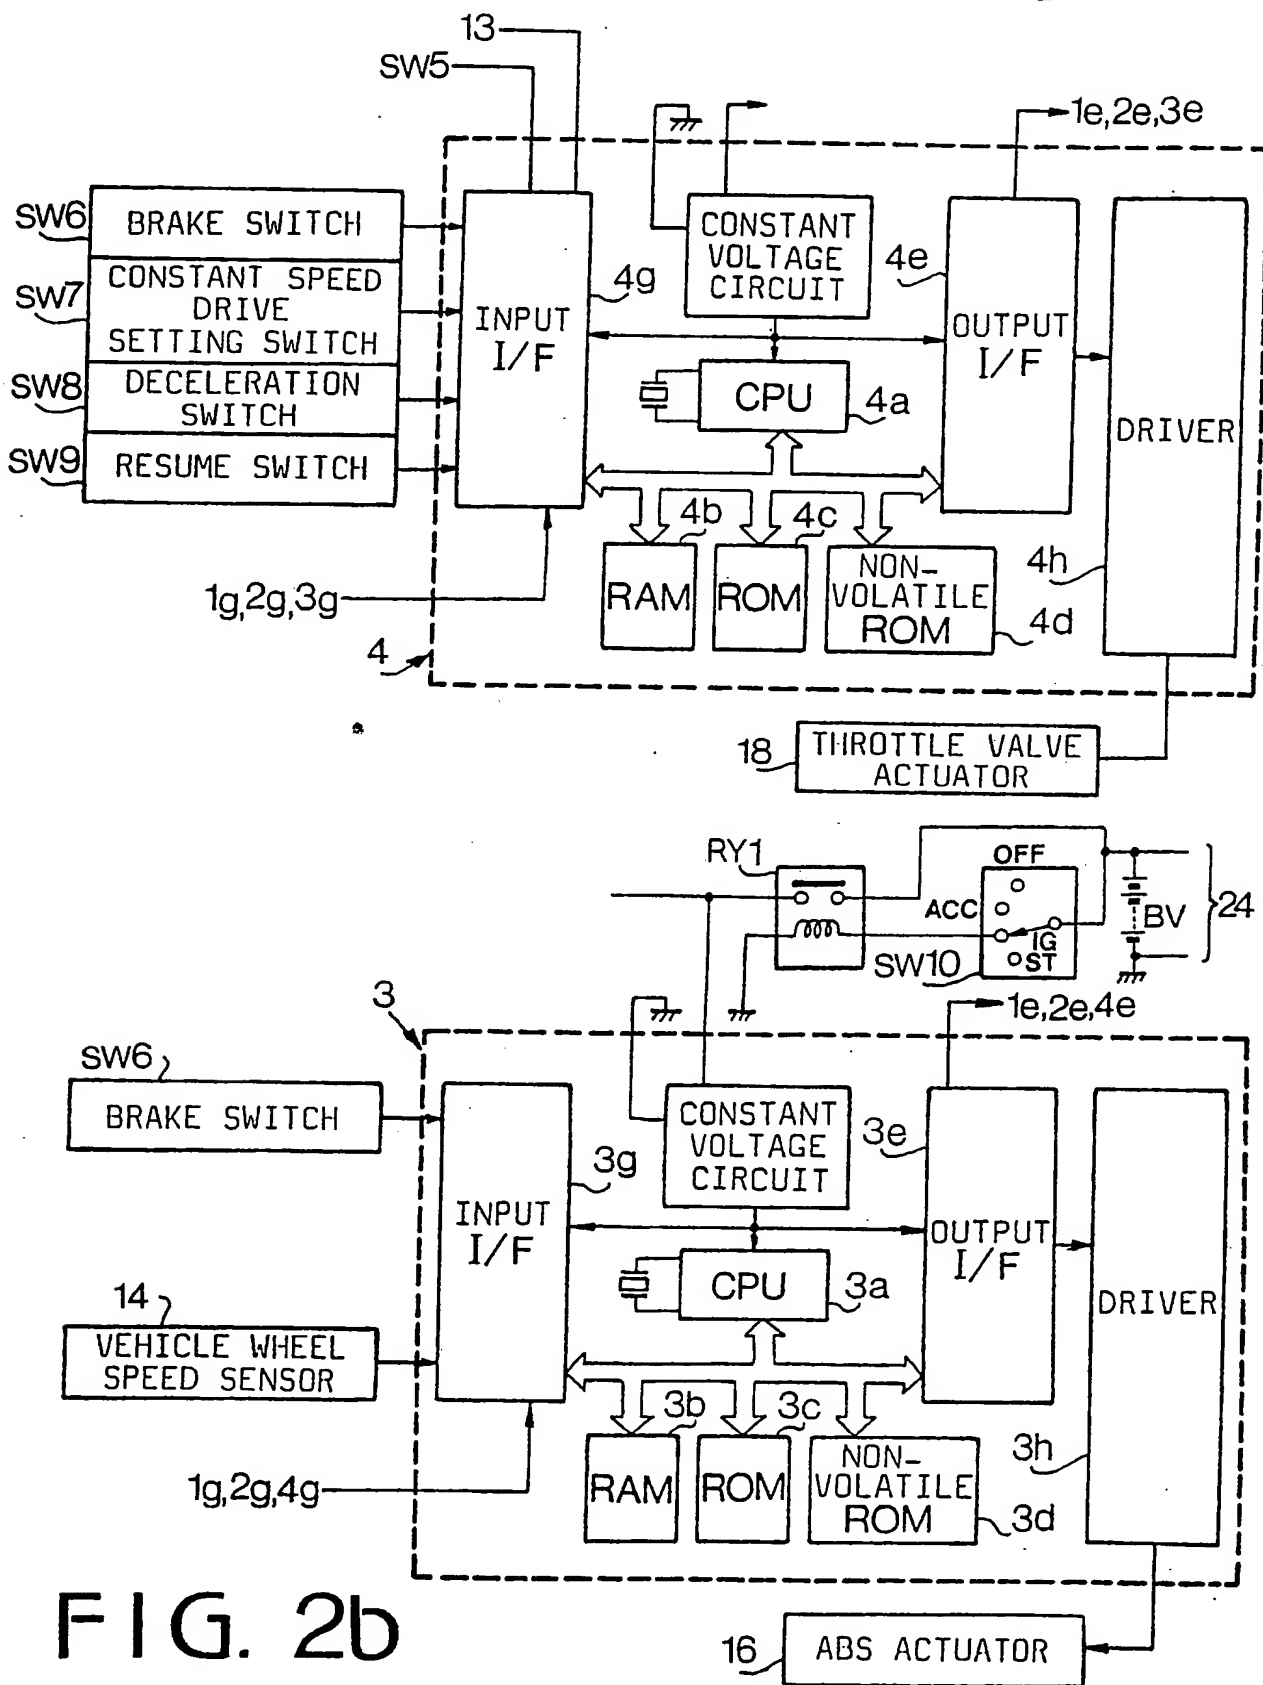 13
SW5
1e,2e,3e
SW6
BRAKE SWITCH
SW7
CONSTANT SPEED
DRIVE
SETTING SWITCH
SW8
DECELERATION
SWITCH
SW9
RESUME SWITCH
INPUT
I/F
4g
CONSTANT
VOLTAGE
CIRCUIT
4e
OUTPUT
I/F
CPU
4a
DRIVER
4b
4c
RAM
ROM
NON-
VOLATILE
ROM
4d
4h
1g,2g,3g
4
18
THROTTLE VALVE
ACTUATOR
RY1
OFF
ACC
IG
ST
SW10
BV
24
3
1e,2e,4e
SW6
BRAKE SWITCH
INPUT
I/F
3g
CONSTANT
VOLTAGE
CIRCUIT
3e
OUTPUT
I/F
CPU
3a
DRIVER
14
VEHICLE WHEEL
SPEED SENSOR
3b
3c
RAM
ROM
NON-
VOLATILE
ROM
3d
3h
1g,2g,4g
FIG. 2b
16
ABS ACTUATOR